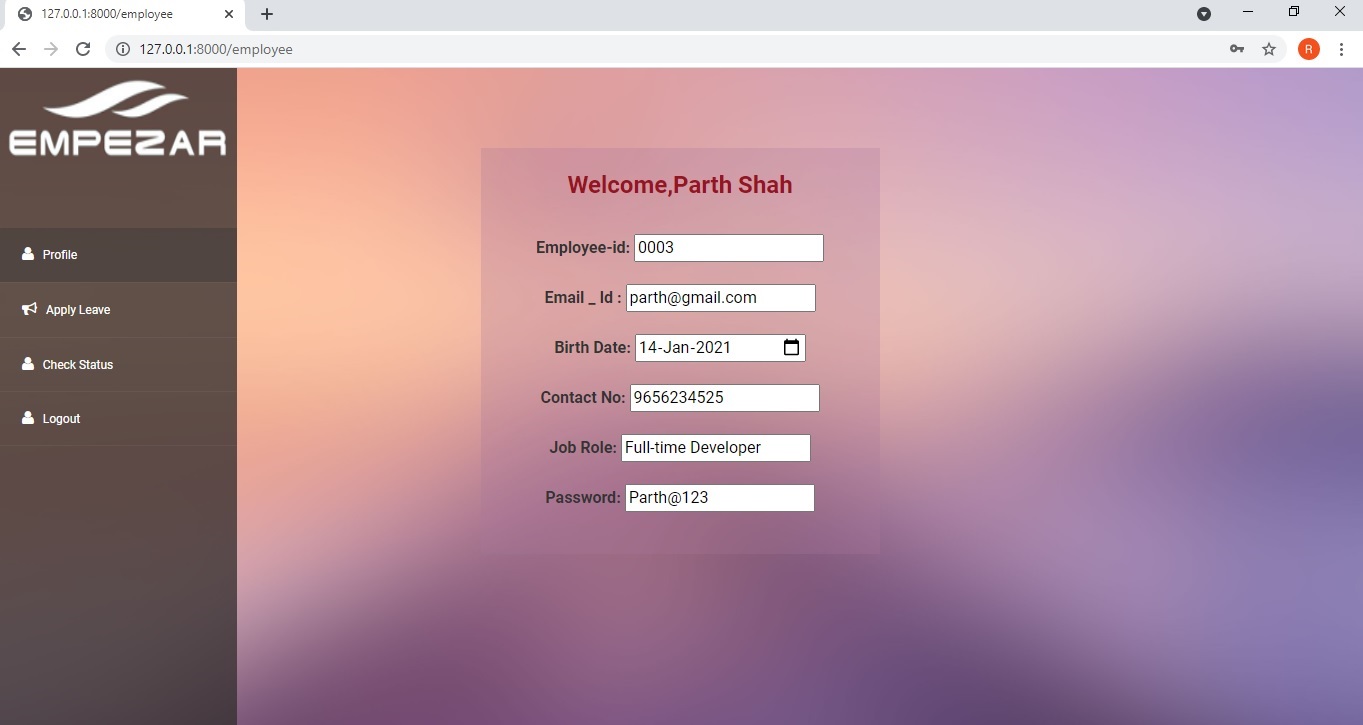 127.0.0.1:8000/employee
127.0.0.1:8000/employee
R
EMPEZAR
Profile
Apply Leave
Check Status
Logout
Welcome,Parth Shah
Employee-id: 0003
Email _ Id : parth@gmail.com
Birth Date: 14-Jan-2021
Contact No: 9656234525
Job Role: Full-time Developer
Password: Parth@123